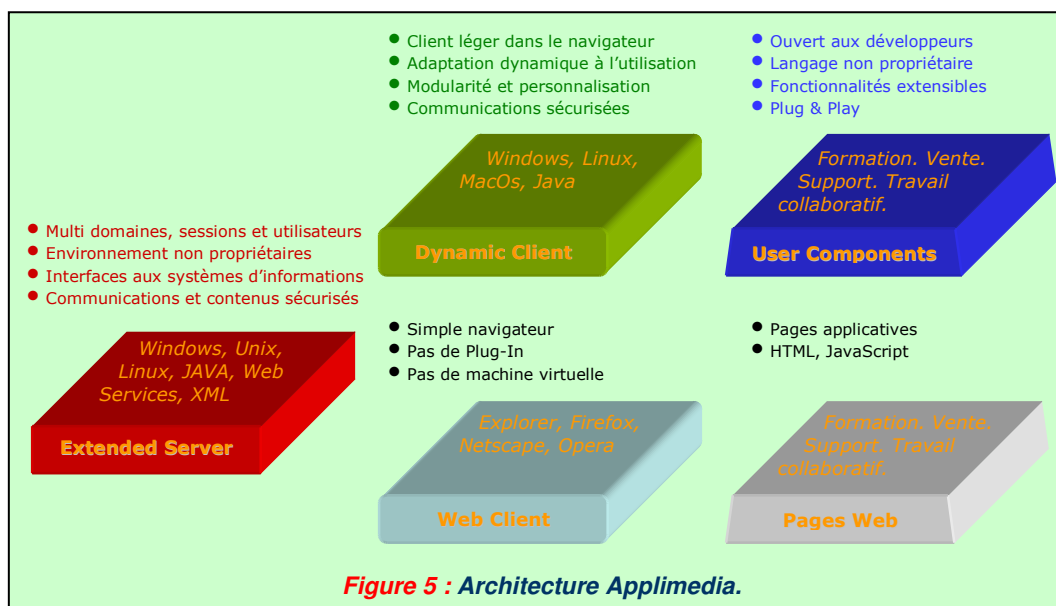 • Client léger dans le navigateur
• Adaptation dynamique à l'utilisation
• Modularité et personnalisation
• Communications sécurisées
• Ouvert aux développeurs
• Langage non propriétaire
• Fonctionnalités extensibles
• Plug & Play
Windows, Linux,
MacOs, Java
Dynamic Client
Formation. Vente.
Support. Travail
collaboratif.
User Components
• Multi domaines, sessions et utilisateurs
• Environnement non propriétaires
• Interfaces aux systèmes d'informations
• Communications et contenus sécurisés
Windows, Unix,
Linux, JAVA, Web
Services, XML
Extended Server
• Simple navigateur
• Pas de Plug-In
• Pas de machine virtuelle
• Pages applicatives
• HTML, JavaScript
Explorer, Firefox,
Netscape, Opera
Web Client
Formation. Vente.
Support. Travail
collaboratif.
Pages Web
Figure 5 : Architecture Applimedia.